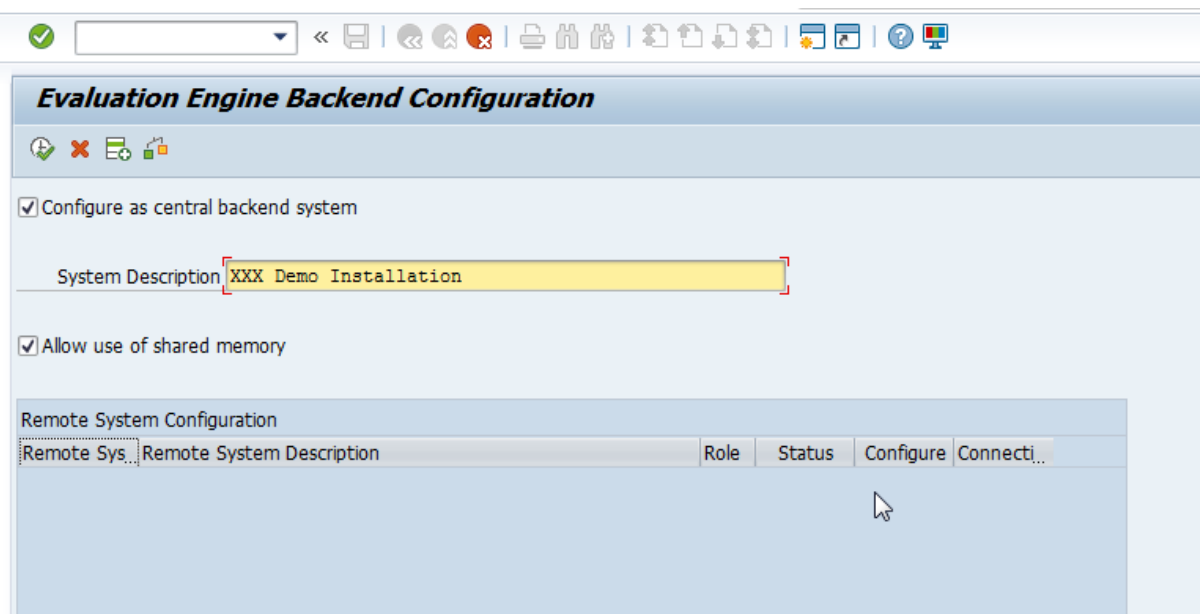 Evaluation Engine Backend Configuration
Configure as central backend system
System Description XXX Demo Installation
Allow use of shared memory
Remote System Configuration
Remote Sys... Remote System Description Role Status Configure Connecti...